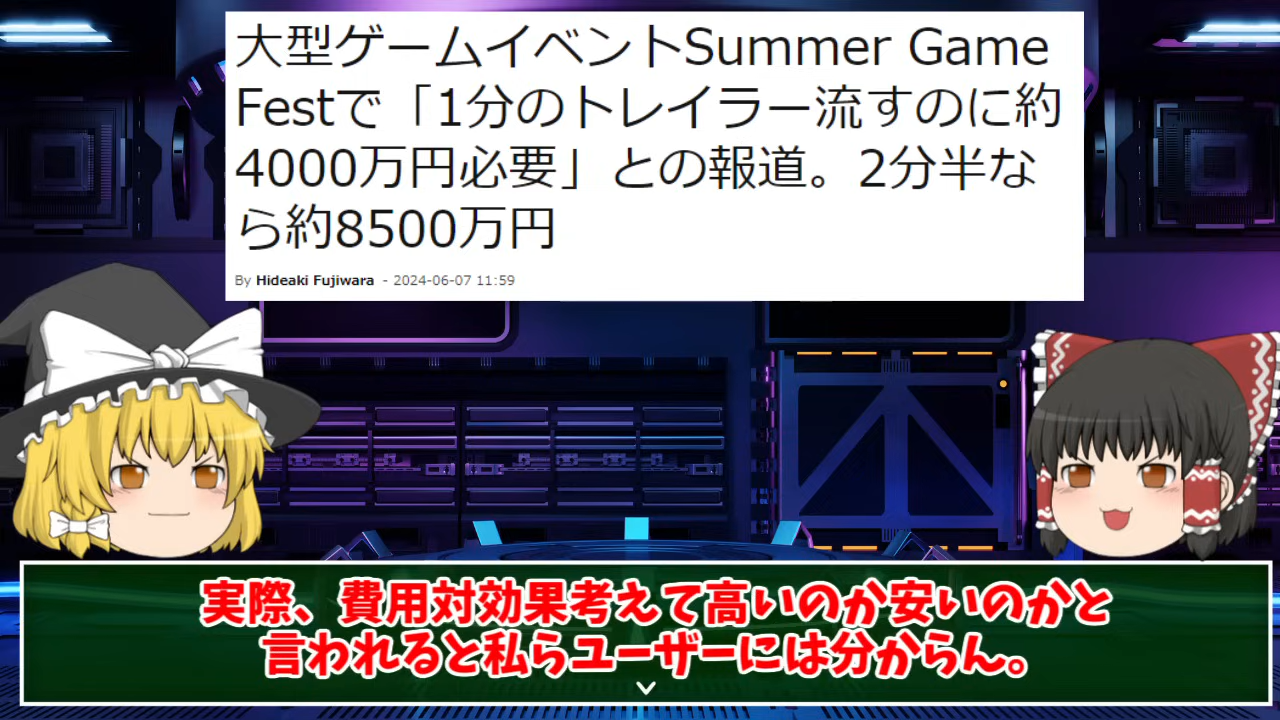 大型ゲームイベントSummer Game
Festで「1分のトレイラー流すのに約
4000万円必要」との報道。2分半な
ら約8500万円
By Hideaki Fujiwara - 2024-06-07 11:59
実際、費用対効果考えて高いのか安いのかと
言われると私らユーザーには分からん。